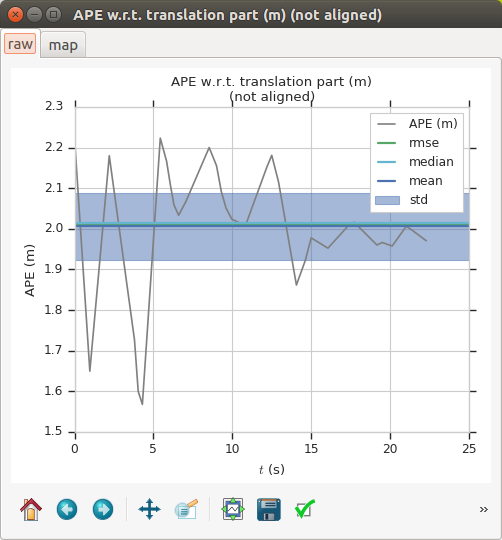 APE w.r.t. translation part (m) (not aligned)
raw map
APE w.r.t. translation part (m)
(not aligned)
2.3
2.2
2.1
2.0
1.9
1.8
1.7
1.6
1.5
APE (m)
APE (m)
rmse
median
mean
std
0 5 10 15 20 25
t (s)
»